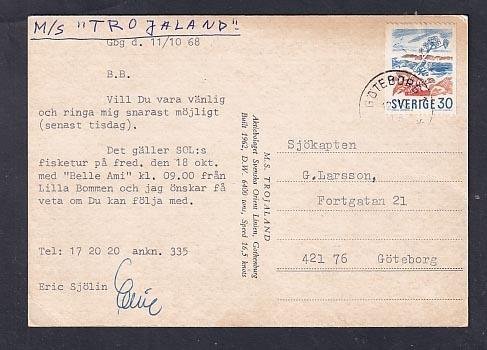 M/S "TROJALAND"
Gbg d. 11/10 68
B.B.
Vill Du vara vänlig
och ringa mig snarast möjligt
(senast tisdag).
Det gäller SOL:s
fisketur på fred. den 18 okt.
med "Belle Ami" kl. 09.00 från
Lilla Bommen och jag önskar få
veta om Du kan följa med.
Tel: 17 20 20 ankn. 335
Eric Sjölin
Eric
M.S. TROJALAND
Aktiebolaget Svenska Orient Linien, Gothenburg
Built 1962, D.W. 6400 tons, Speed 16,5 knots
GÖTEBORG
SVERIGE 30
Sjökapten
G.Larsson,
Fortgatan 21
421 76 Göteborg